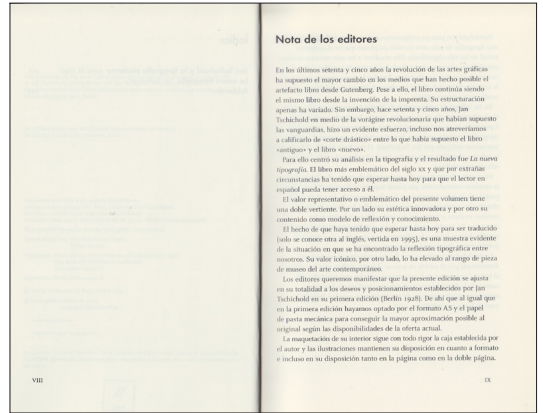 Nota de los editores
En los últimos setenta y cinco años la revolución de las artes gráficas
ha supuesto el mayor cambio en los medios que han hecho posible el
artefacto libro desde Gutenberg. Pese a ello, el libro continúa siendo
el mismo libro desde la invención de la imprenta. Su estructuración
apenas ha variado. Sin embargo, hace setenta y cinco años, Jan
Tschichold en medio de la vorágine revolucionaria que habían supuesto
las vanguardias, hizo un evidente esfuerzo, incluso nos atreveríamos
a calificarlo de «corte drástico» entre lo que había supuesto el libro
«antiguo» y el libro «nuevo».
Para ello centró su análisis en la tipografía y el resultado fue La nueva
tipografía. El libro más emblemático del siglo XX y que por extrañas
circunstancias ha tenido que esperar hasta hoy para que el lector en
español pueda tener acceso a él.
El valor representativo o emblemático del presente volumen tiene
una doble vertiente. Por un lado su estética innovadora y por otro su
contenido como modelo de reflexión y conocimiento.
El hecho de que haya tenido que esperar hasta hoy para ser traducido
(solo se conoce otra al inglés, vertida en 1995), es una muestra evidente
de la situación en que se ha encontrado la reflexión tipográfica entre
nosotros. Su valor icónico, por otro lado, lo ha elevado al rango de pieza
de museo del arte contemporáneo.
Los editores queremos manifestar que la presente edición se ajusta
en su totalidad a los deseos y posicionamientos establecidos por Jan
Tschichold en su primera edición (Berlín 1928). De ahí que al igual que
en la primera edición hayamos optado por el formato A5 y el papel
de pasta mecánica para conseguir la mayor aproximación posible al
original según las disponibilidades de la oferta actual.
La maquetación de su interior sigue con todo rigor la caja establecida por
el autor y las ilustraciones mantienen su disposición en cuanto a formato
e incluso en su disposición tanto en la página como en la doble página.
VIII
IX